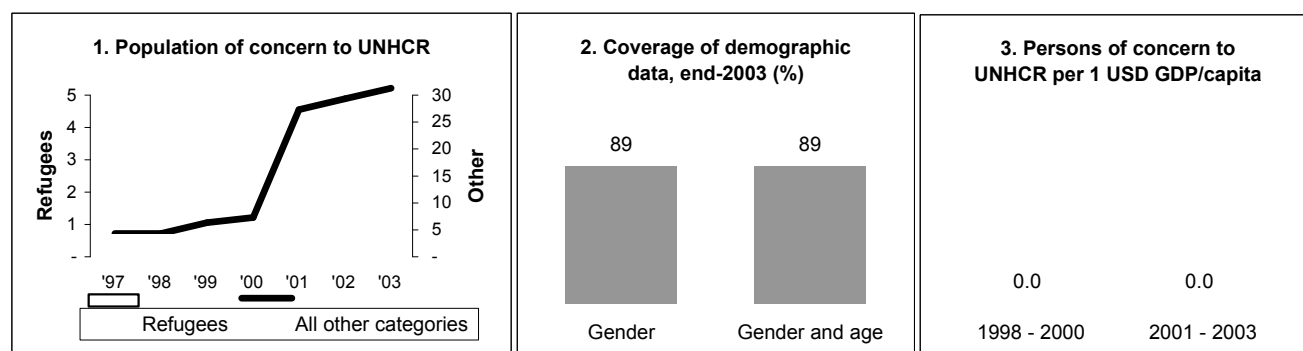 1. Population of concern to UNHCR
Refugees
5
4
3
2
1
-
30
25
20
15
10
5
-
Other
'97 '98 '99 '00 '01 '02 '03
Refugees All other categories
2. Coverage of demographic
data, end-2003 (%)
89 89
Gender Gender and age
3. Persons of concern to
UNHCR per 1 USD GDP/capita
0.0 0.0
1998 - 2000 2001 - 2003